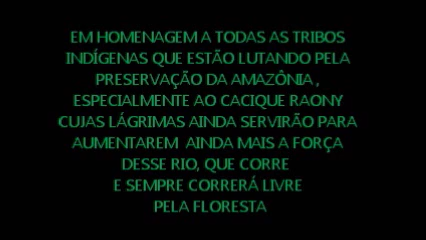 EM HOMENAGEM A TODAS AS TRIBOS
INDÍGENAS QUE ESTÃO LUTANDO PELA
PRESERVAÇÃO DA AMAZÔNIA ,
ESPECIALMENTE AO CACIQUE RAONY
CUJAS LÁGRIMAS AINDA SERVIRÃO PARA
AUMENTAREM AINDA MAIS A FORÇA
DESSE RIO, QUE CORRE
E SEMPRE CORRERÁ LIVRE
PELA FLORESTA